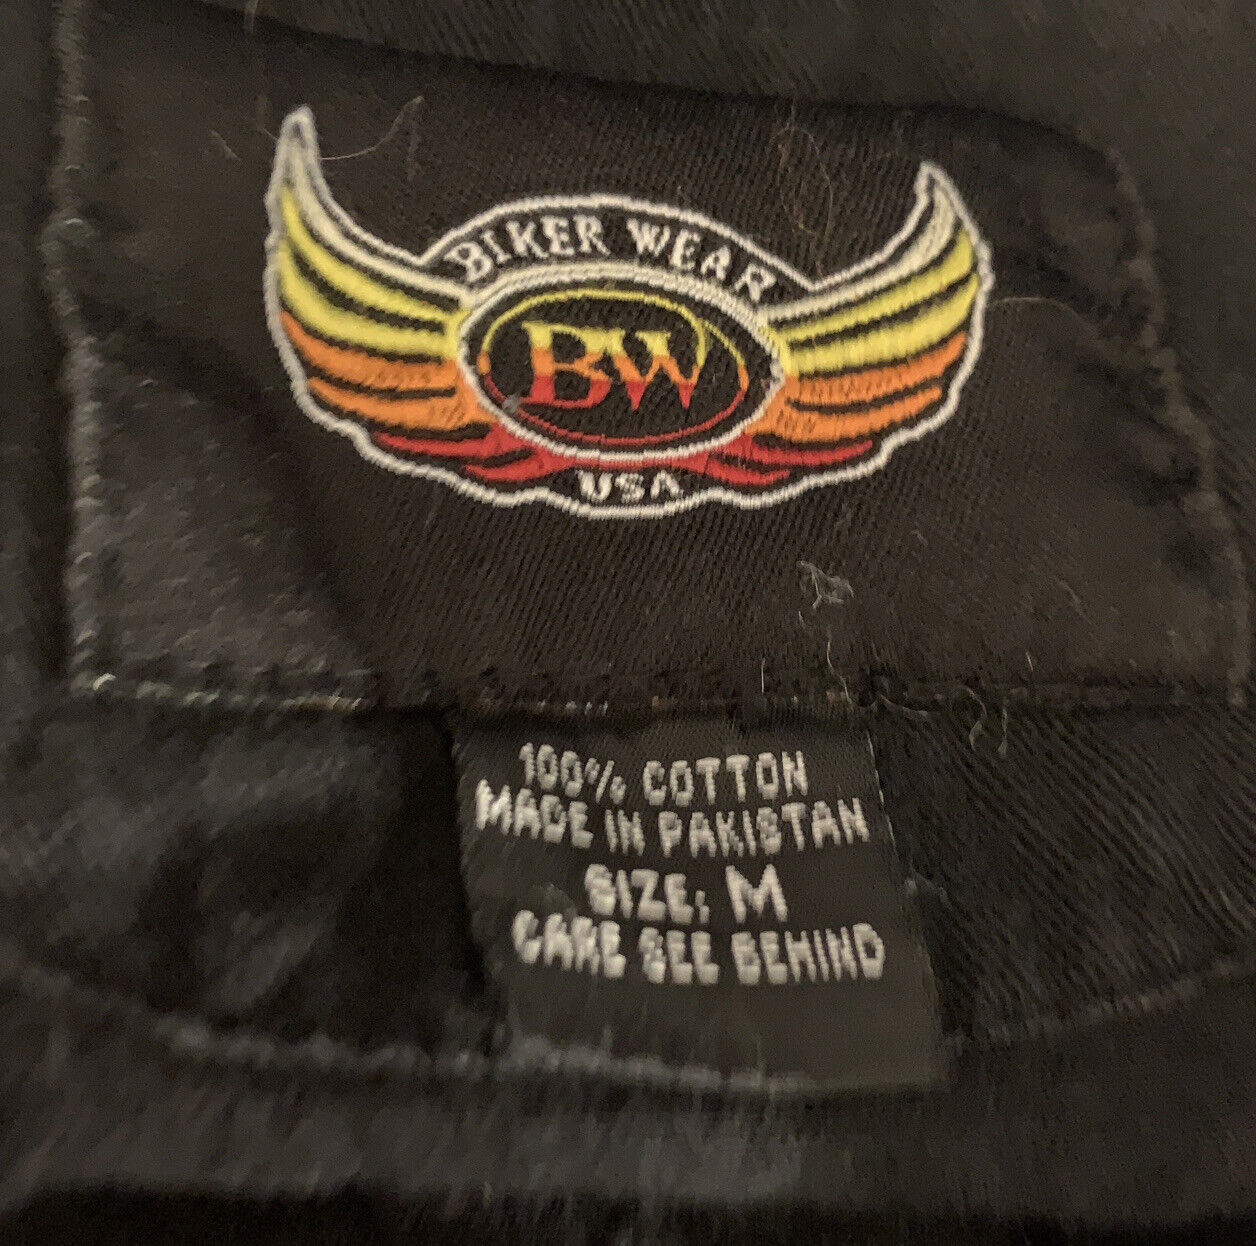 BIKER WEAR
BW
USA
100% COTTON
MADE IN PAKISTAN
SIZE: M
CARE SEE BEHIND